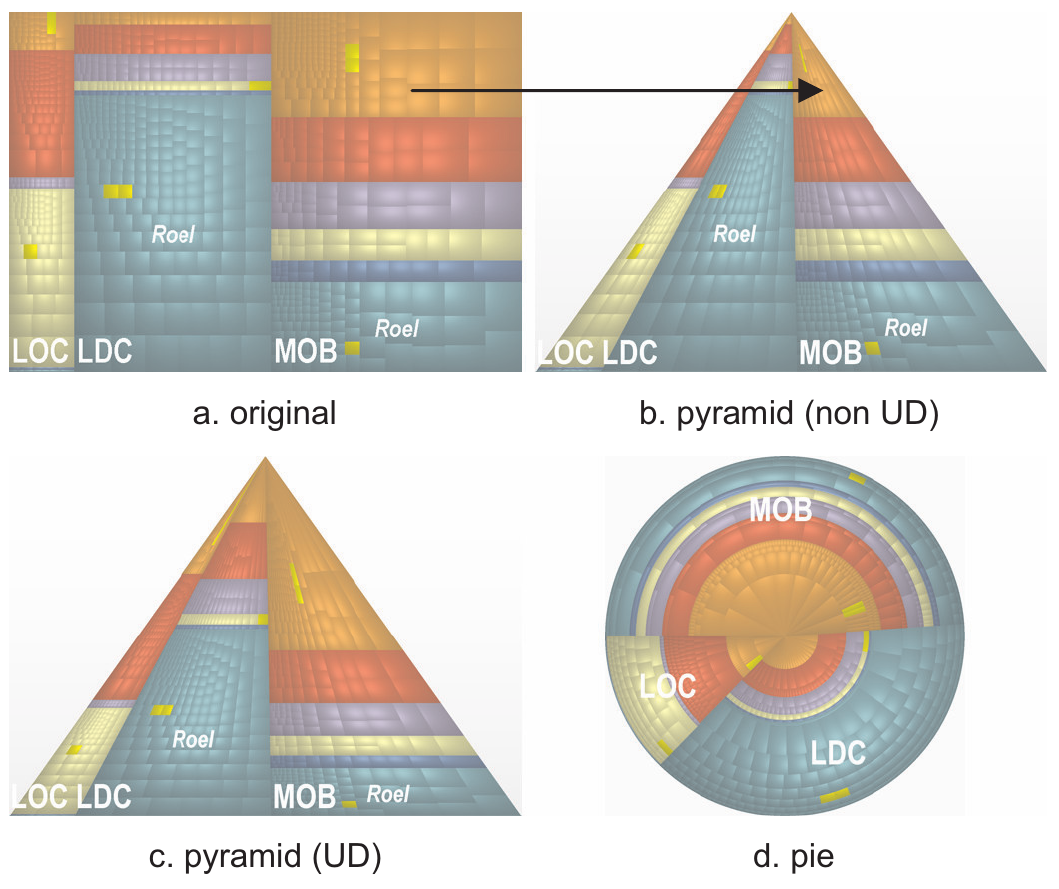 Roel
Roel
LOC LDC MOB
Roel
Roel
LOC LDC MOB
a. original
b. pyramid (non UD)
Roel
Roel
LOC LDC MOB
MOB
LOC
LDC
c. pyramid (UD)
d. pie